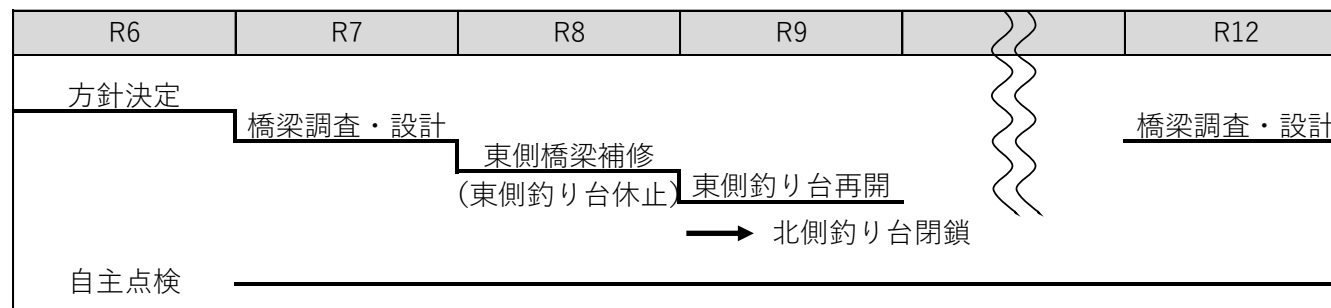 R6 R7 R8 R9 R12
方針決定
橋梁調査・設計 橋梁調査・設計
東側橋梁補修
(東側釣り台休止) 東側釣り台再開
北側釣り台閉鎖
自主点検